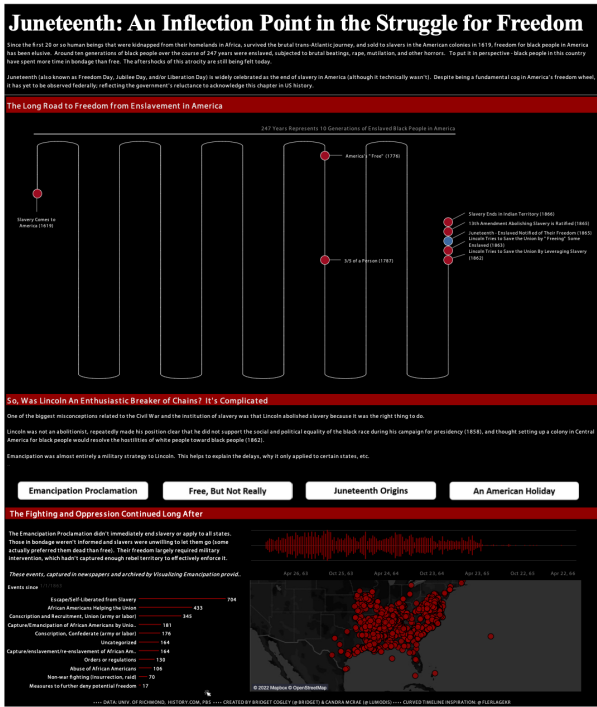 Juneteenth: An Inflection Point in the Struggle for Freedom
Since the first 20 or so human beings that were kidnapped from their homelands in Africa, survived the brutal trans-Atlantic journey, and sold to slavers in the American colonies in 1619, freedom for black people in America
has been elusive.  Around ten generations of black people over the course of 247 years were enslaved, subjected to brutal beatings, rape, mutilation, and other horrors.  To put it in perspective - black people in this country
have spent more time in bondage than free.  The aftershocks of this atrocity are still being felt today.
Juneteenth (also known as Freedom Day, Jubilee Day, and/or Liberation Day) is widely celebrated as the end of slavery in America (although it technically wasn't).  Despite being a fundamental cog in America's freedom wheel,
it has yet to be observed federally; reflecting the government's reluctance to acknowledge this chapter in US history.
The Long Road to Freedom from Enslavement in America
247 Years Represents 10 Generations of Enslaved Black People in America
America's "Free" (1776)
Slavery Comes to
America (1619)
Slavery Ends in Indian Territory (1866)
13th Amendment Abolishing Slavery is Ratified (1865)
Juneteenth - Enslaved Notified of Their Freedom (1865)
Lincoln Tries to Save the Union by "Freeing" Some
Enslaved (1863)
Lincoln Tries to Save the Union By Leveraging Slavery
(1862)
3/5 of a Person (1787)
So, Was Lincoln An Enthusiastic Breaker of Chains?  It's Complicated
One of the biggest misconceptions related to the Civil War and the institution of slavery was that Lincoln abolished slavery because it was the right thing to do.
Lincoln was not an abolitionist, repeatedly made his position clear that he did not support the social and political equality of the black race during his campaign for presidency (1858), and thought setting up a colony in Central
America for black people would resolve the hostilities of white people toward black people (1862).
Emancipation was almost entirely a military strategy to Lincoln.  This helps to explain the delays, why it only applied to certain states, etc.
Emancipation Proclamation
Free, But Not Really
Juneteenth Origins
An American Holiday
The Fighting and Oppression Continued Long After
The Emancipation Proclamation didn't immediately end slavery or apply to all states.
Those in bondage weren't informed and slavers were unwilling to let them go (some
actually preferred them dead than free).  Their freedom largely required military
intervention, which hadn't captured enough rebel territory to effectively enforce it.
These events, captured in newspapers and archived by Visualizing Emancipation provid..
Apr 26, 63
Oct 25, 63
Apr 24, 64
Oct 23, 64
Apr 23, 65
Oct 22, 65
Apr 22, 66
Events since
Escape/Self-Liberated from Slavery 704
African Americans Helping the Union 433
Conscription and Recruitment, Union (army or labor) 345
Capture/Emancipation of African Americans by Unio.. 181
Conscription, Confederate (army or labor) 176
Uncategorized 164
Capture/enslavement/re-enslavement of African Am.. 164
Orders or regulations 130
Abuse of African Americans 106
Non-war fighting (insurrection, raid) 70
Measures to further deny potential Freedom 17
© 2022 Mapbox © OpenStreetMap
•••• DATA: UNIV. OF RICHMOND, HISTORY.COM, PBS •••• CREATED BY BRIDGET COGLEY (@BRIDGET) & CANDRA MCRAE (@LUMODIS) •••• CURVED TIMELINE INSPIRATION: @FLERLAGEKR